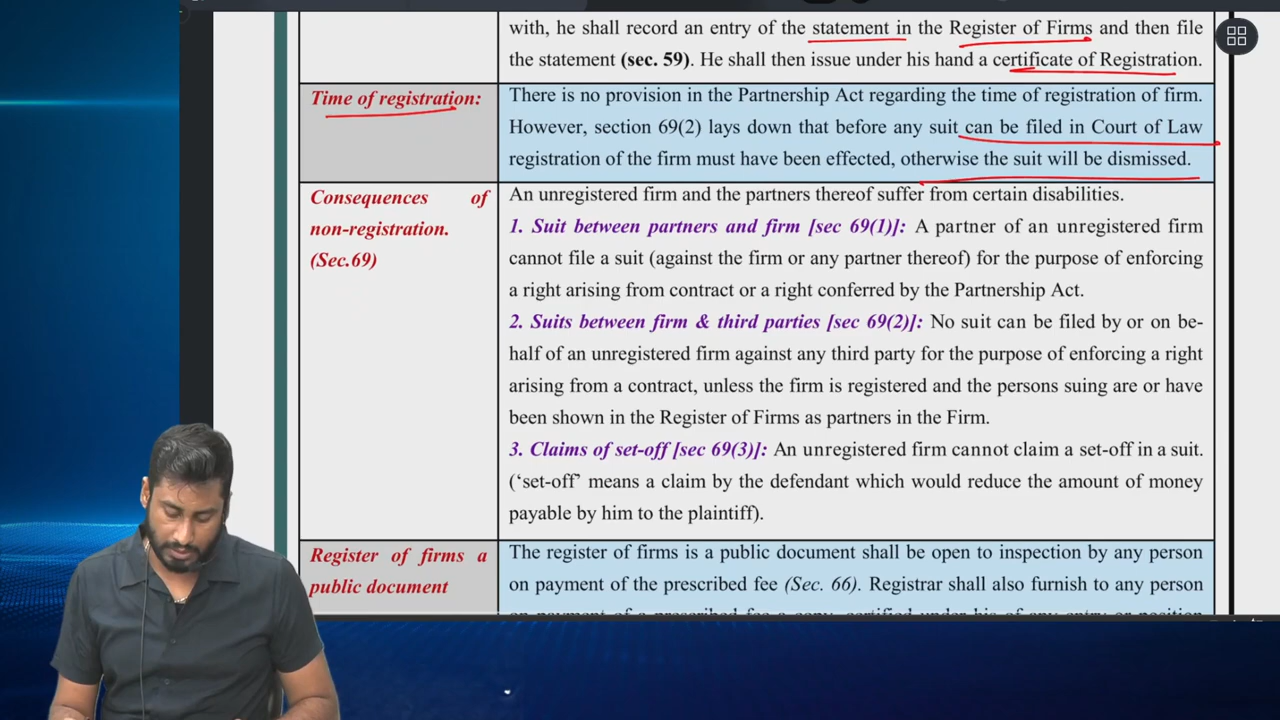 with, he shall record an entry of the statement in the Register of Firms and then file
the statement (sec. 59). He shall then issue under his hand a certificate of Registration.
Time of registration:
There is no provision in the Partnership Act regarding the time of registration of firm.
However, section 69(2) lays down that before any suit can be filed in Court of Law
registration of the firm must have been effected, otherwise the suit will be dismissed.
Consequences of
non-registration.
(Sec.69)
An unregistered firm and the partners thereof suffer from certain disabilities.
1. Suit between partners and firm [sec 69(1)]: A partner of an unregistered firm
cannot file a suit (against the firm or any partner thereof) for the purpose of enforcing
a right arising from contract or a right conferred by the Partnership Act.
2. Suits between firm & third parties [sec 69(2)]: No suit can be filed by or on be-
half of an unregistered firm against any third party for the purpose of enforcing a right
arising from a contract, unless the firm is registered and the persons suing are or have
been shown in the Register of Firms as partners in the Firm.
3. Claims of set-off [sec 69(3)]: An unregistered firm cannot claim a set-off in a suit.
(‘set-off’ means a claim by the defendant which would reduce the amount of money
payable by him to the plaintiff).
Register of firms a
public document
The register of firms is a public document shall be open to inspection by any person
on payment of the prescribed fee (Sec. 66). Registrar shall also furnish to any person
on payment of a prescribed fee a copy, certified under his of any entry or position